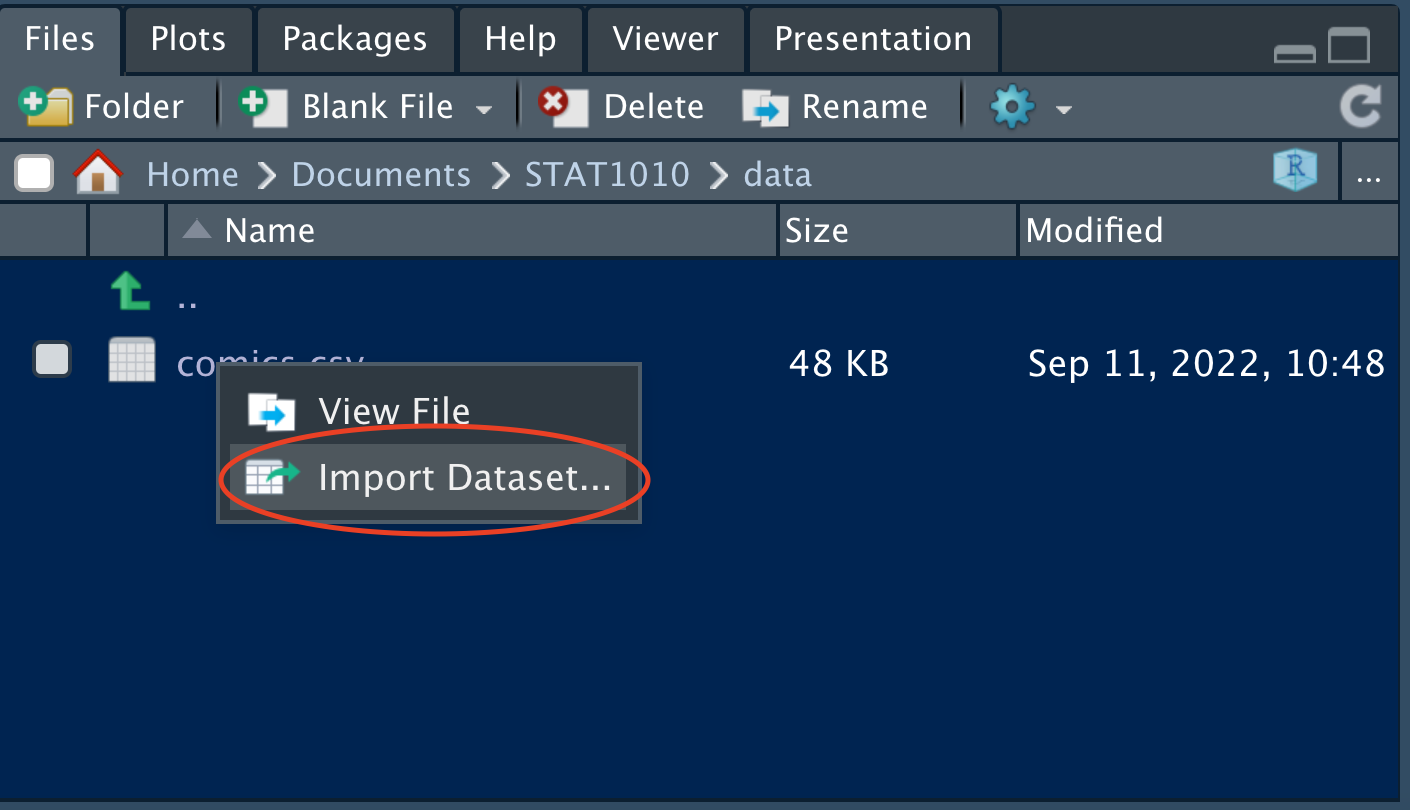 Files Plots Packages Help Viewer Presentation
Folder Blank File Delete Rename
Home Documents STAT1010 data R ...
Name Size Modified
..
comics.csv 48 KB Sep 11, 2022, 10:48
View File
Import Dataset...